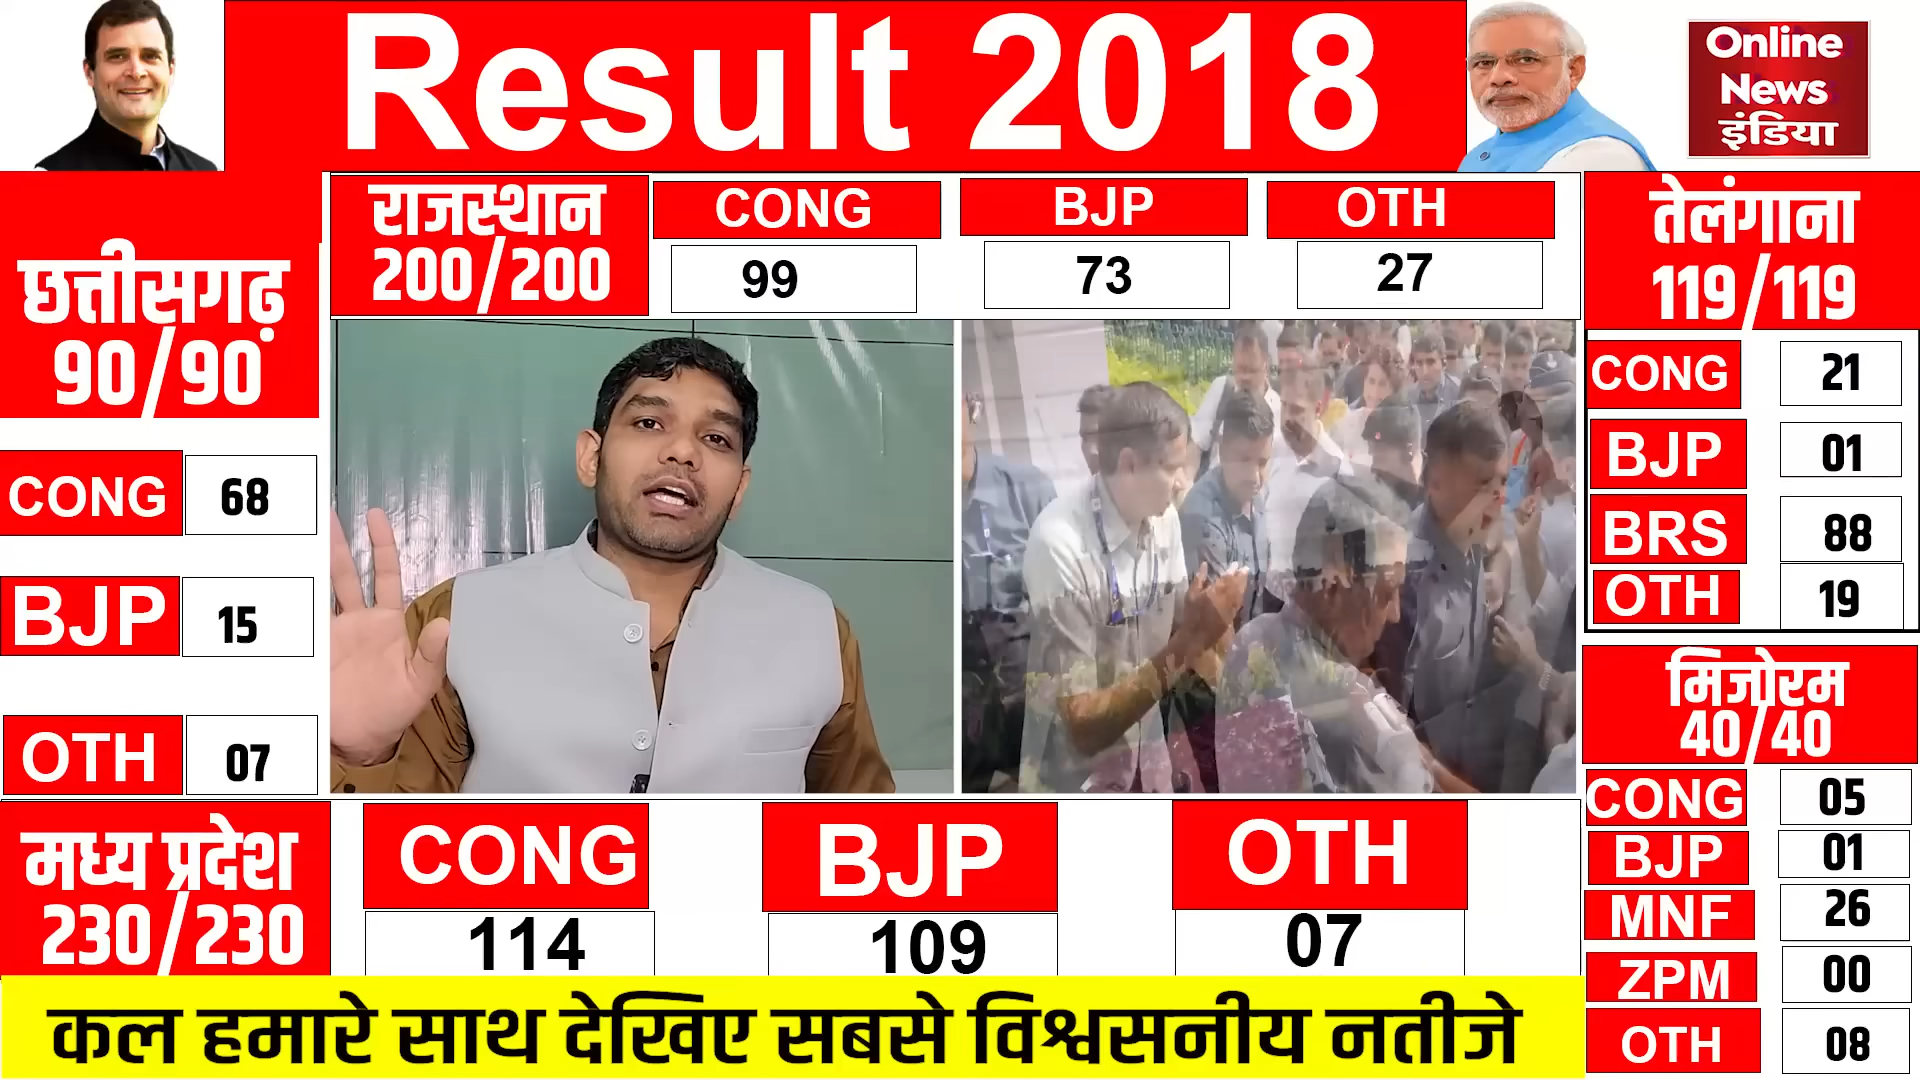 Result 2018
Online
News
इंडिया
छत्तीसगढ़
90/90
CONG 68
BJP 15
OTH 07
राजस्थान
200/200
CONG BJP OTH
99 73 27
तेलंगाना
119/119
CONG 21
BJP 01
BRS 88
OTH 19
मिजोरम
40/40
CONG 05
BJP 01
MNF 26
ZPM 00
OTH 08
मध्य प्रदेश
230/230
CONG BJP OTH
114 109 07
कल हमारे साथ देखिए सबसे विश्वसनीय नतीजे